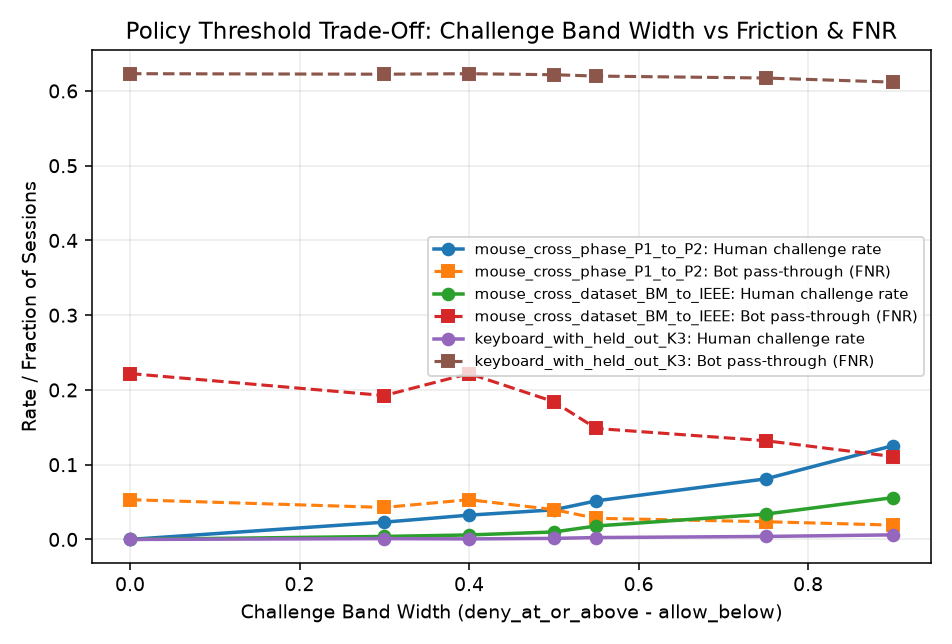 Policy Threshold Trade-Off: Challenge Band Width vs Friction & FNR
Rate / Fraction of Sessions
0.6
0.5
0.4
0.3
0.2
0.1
0.0
mouse_cross_phase_P1_to_P2: Human challenge rate
mouse_cross_phase_P1_to_P2: Bot pass-through (FNR)
mouse_cross_dataset_BM_to_IEEE: Human challenge rate
mouse_cross_dataset_BM_to_IEEE: Bot pass-through (FNR)
keyboard_with_held_out_K3: Human challenge rate
keyboard_with_held_out_K3: Bot pass-through (FNR)
0.0 0.2 0.4 0.6 0.8
Challenge Band Width (deny_at_or_above - allow_below)